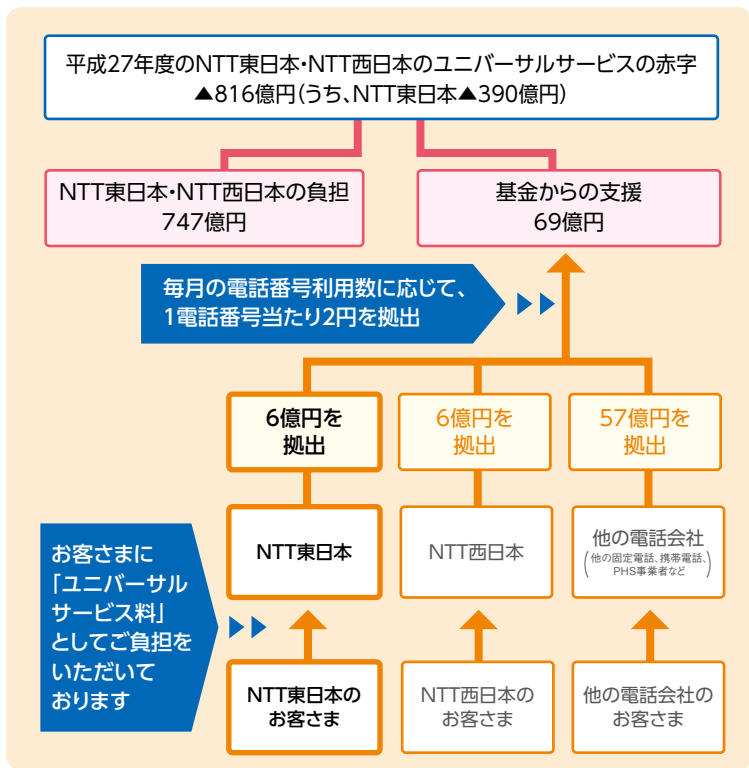 平成27年度のNTT東日本・NTT西日本のユニバーサルサービスの赤字
▲816億円(うち、NTT東日本▲390億円)
NTT東日本・NTT西日本の負担
747億円
基金からの支援
69億円
毎月の電話番号利用数に応じて、
1電話番号当たり2円を拠出
6億円を
拠出
6億円を
拠出
57億円を
拠出
NTT東日本
NTT西日本
他の電話会社
(他の固定電話、携帯電話、
PHS事業者など)
お客さまに
「ユニバーサル
サービス料」
としてご負担を
いただいて
おります
NTT東日本の
お客さま
NTT西日本の
お客さま
他の電話会社の
お客さま